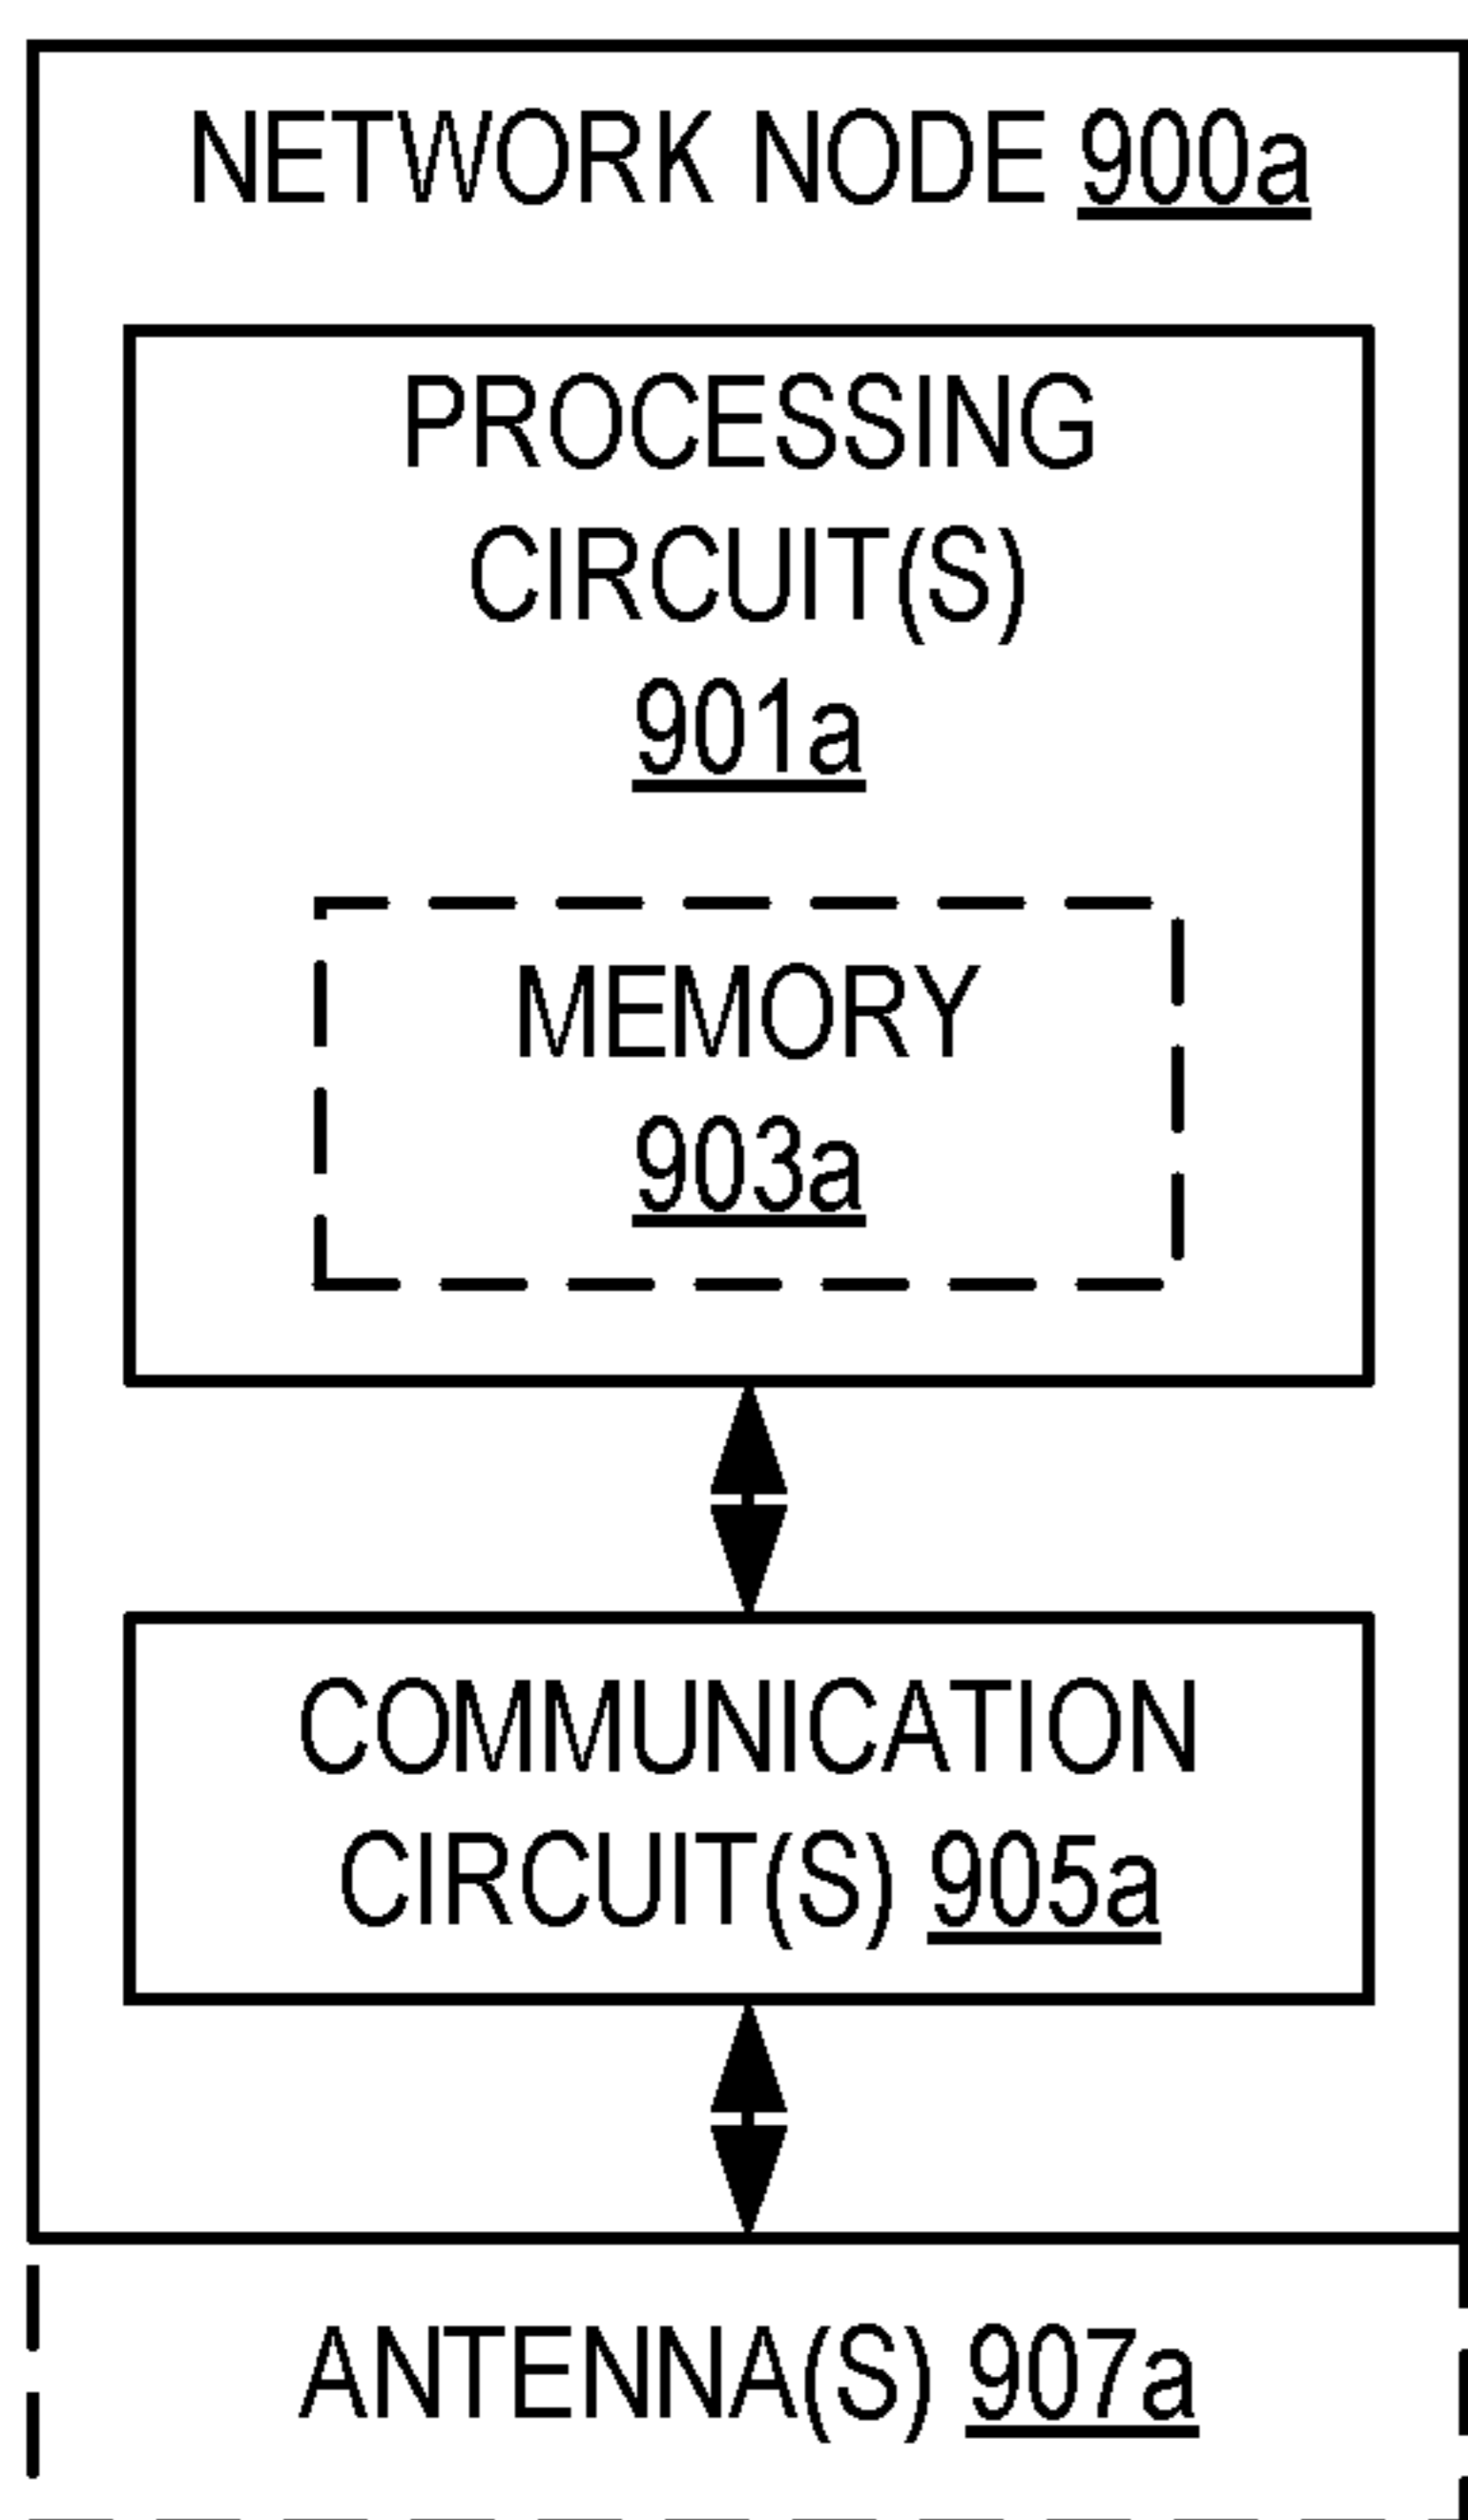 NETWORK NODE 900a
PROCESSING
CIRCUIT(S)
901a
MEMORY
903a
COMMUNICATION
CIRCUIT(S) 905a
ANTENNA(S) 907a